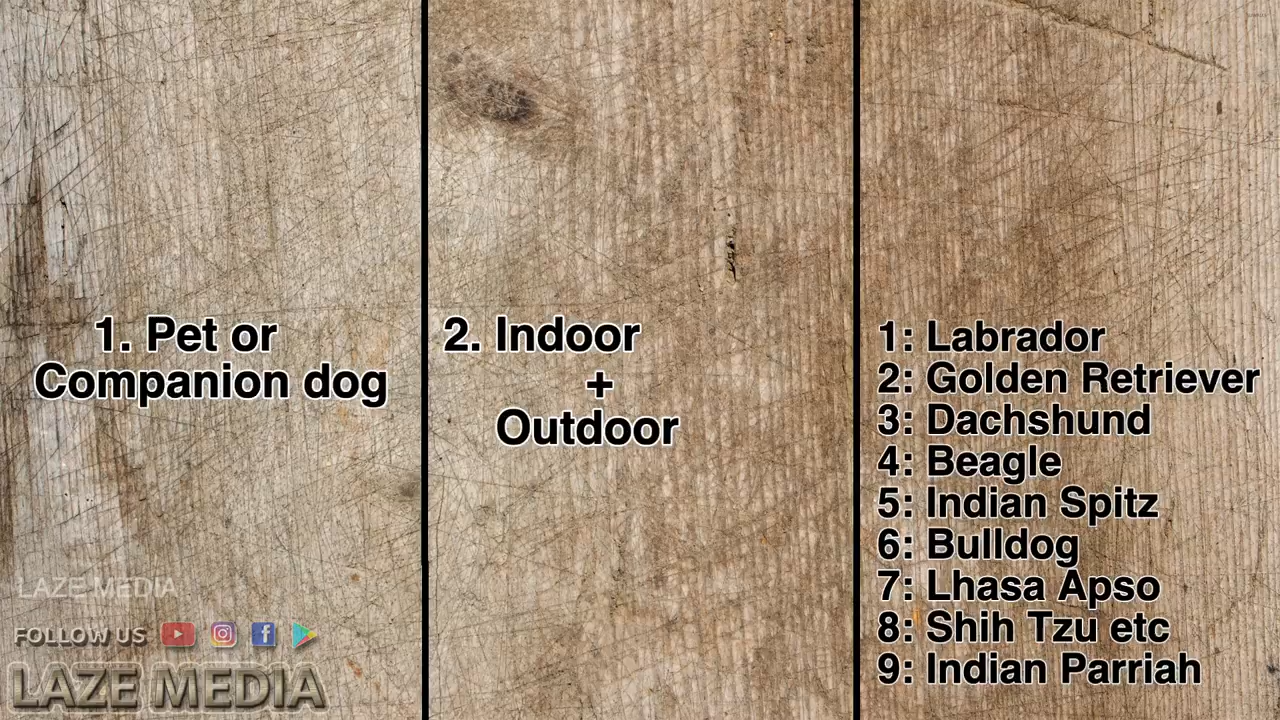 1. Pet or
Companion dog
2. Indoor
+
Outdoor
1: Labrador
2: Golden Retriever
3: Dachshund
4: Beagle
5: Indian Spitz
6: Bulldog
7: Lhasa Apso
8: Shih Tzu etc
9: Indian Parriah
LAZE MEDIA
FOLLOW US
LAZE MEDIA